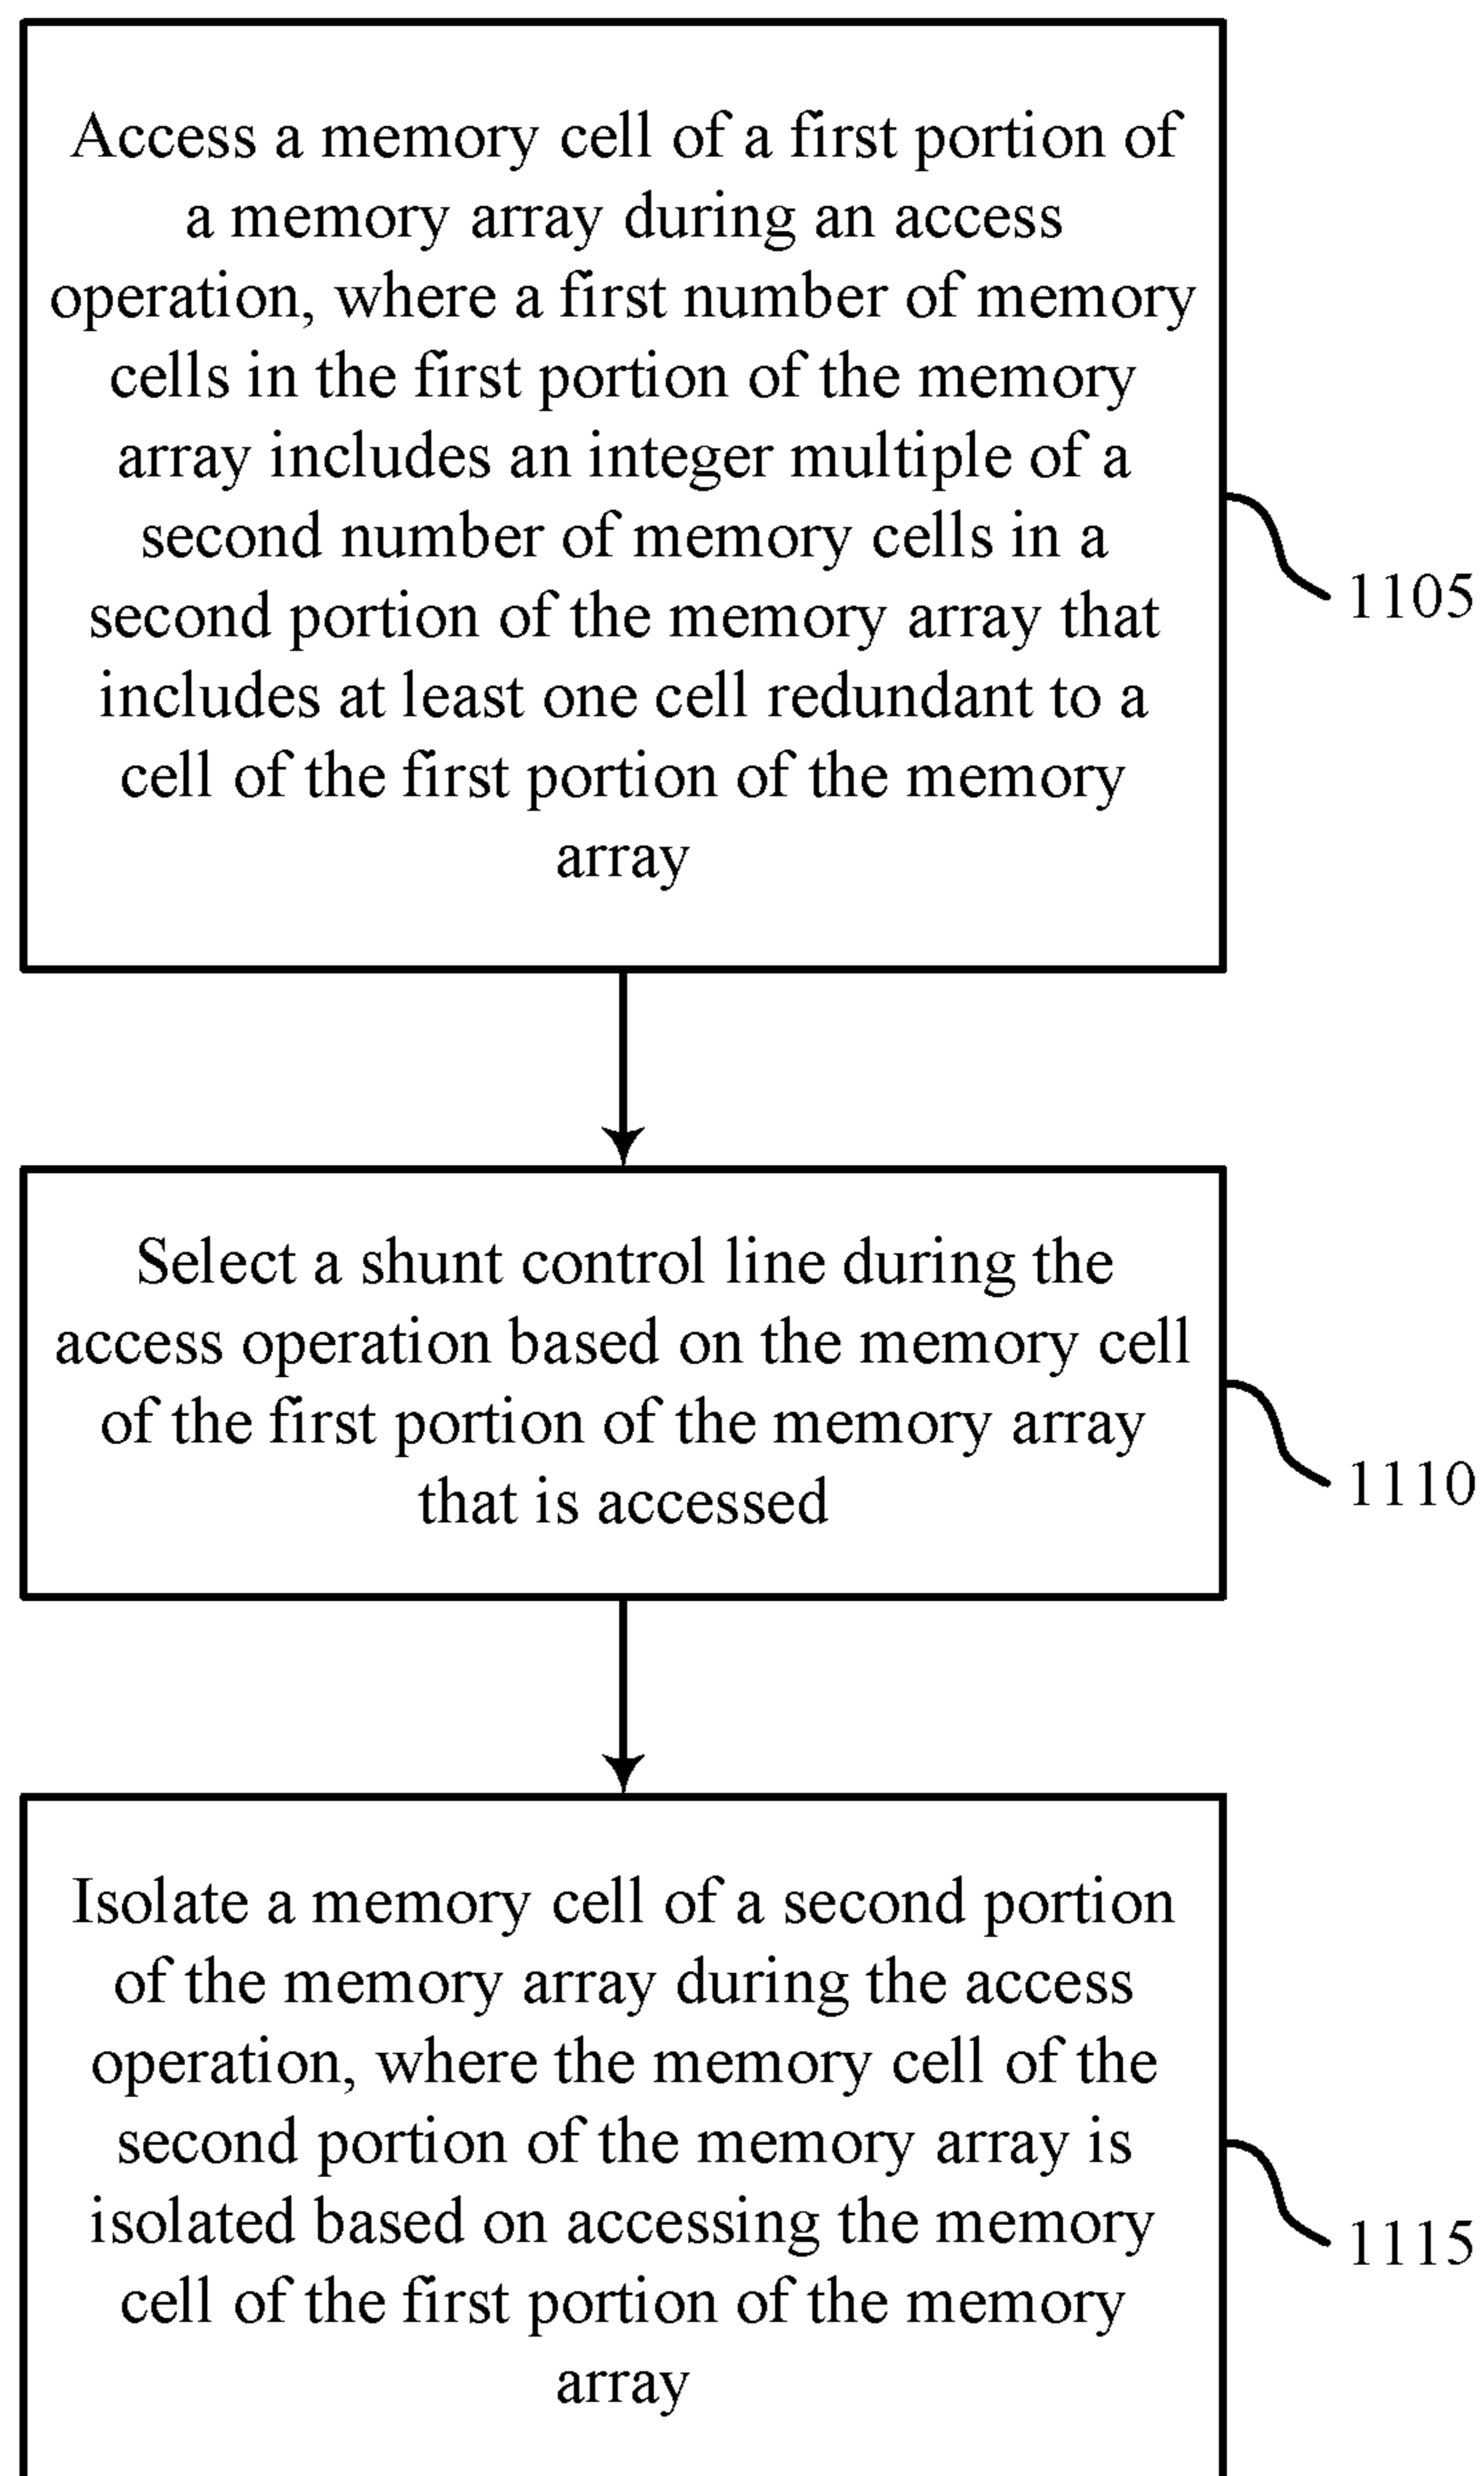 Access a memory cell of a first portion of
a memory array during an access
operation, where a first number of memory
cells in the first portion of the memory
array includes an integer multiple of a
second number of memory cells in a
second portion of the memory array that
includes at least one cell redundant to a
cell of the first portion of the memory
array
1105
Select a shunt control line during the
access operation based on the memory cell
of the first portion of the memory array
that is accessed
1110
Isolate a memory cell of a second portion
of the memory array during the access
operation, where the memory cell of the
second portion of the memory array is
isolated based on accessing the memory
cell of the first portion of the memory
array
1115